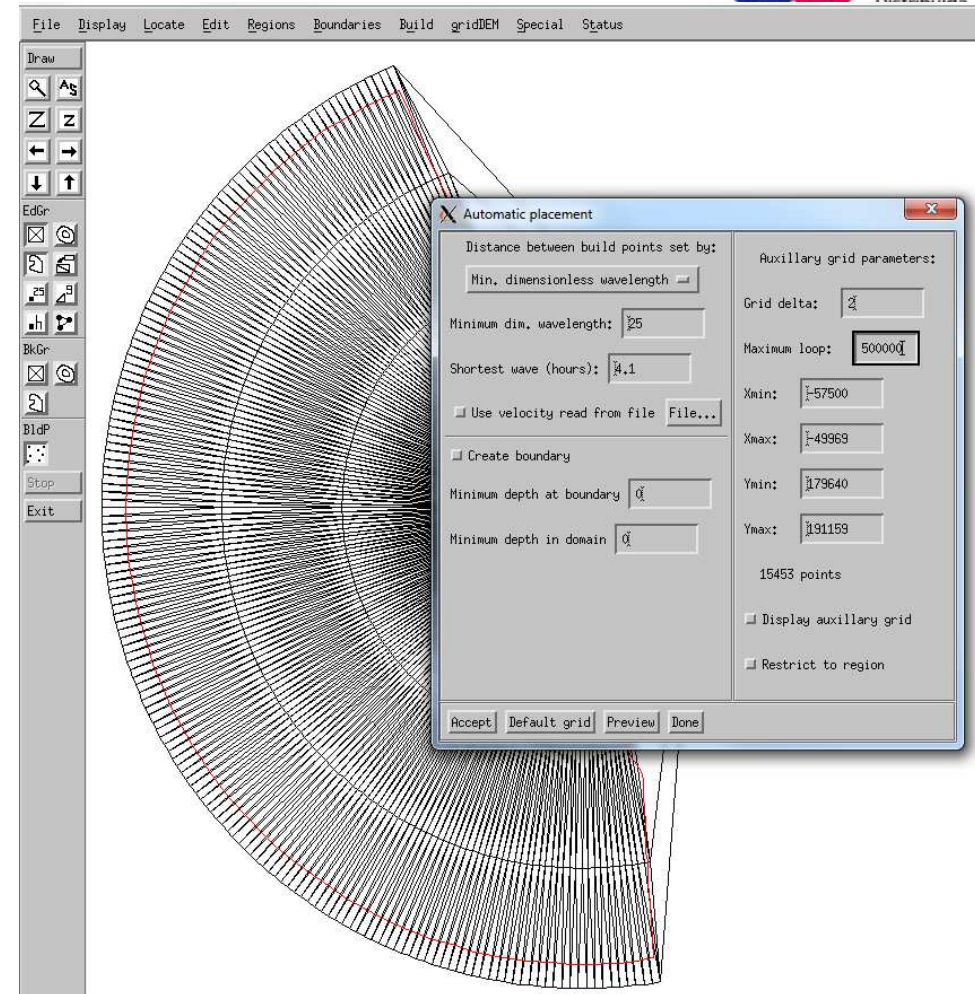 File Display Locate Edit Regions Boundaries Build gridDEM Special Status
Draw
AS
Z z
EdGr
.25
.h
BkGr
BldP
Stop
Exit
Automatic placement
Distance between build points set by:
Min. dimensionless wavelength
Minimum dim. wavelength: 25
Shortest wave (hours): 4.1
Use velocity read from file File...
Create boundary
Minimum depth at boundary 0
Minimum depth in domain 0
Auxillary grid parameters:
Grid delta: 2
Maximum loop: 500000
Xmin: -57500
Xmax: -49969
Ymin: 179640
Ymax: 191159
15453 points
Display auxillary grid
Restrict to region
Accept Default grid Preview Done